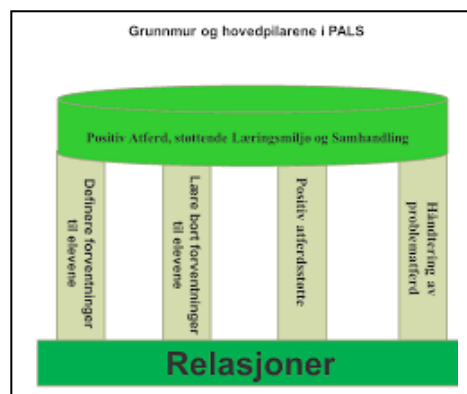 Grunnmur og hovedpilarene i PALS
Positiv Atferd, støttende Læringsmiljø og Samhandling
Definere forventninger
til elevene
Lære bort forventninger
til elevene
Positiv atferdsstøtte
Håndtering av
problematferd
Relasjoner